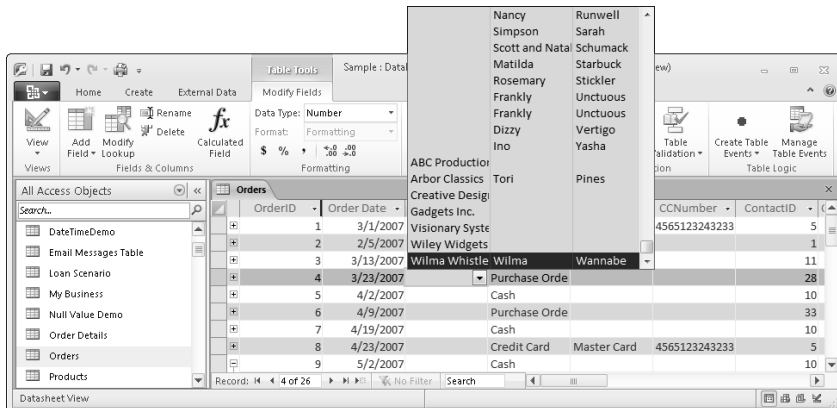 Nancy Runwell
Simpson Sarah
Scott and Natal Schumack
Matilda Starbuck
Rosemary Stickler
Frankly Unctuous
Frankly Unctuous
Dizzy Vertigo
Ino Yasha
ABC Production
Arbor Classics Tori Pines
Creative Design
Gadgets Inc.
Visionary Syste
Wiley Widgets
Wilma Whistle Wilma Wannabe
Table Tools Sample : Datab ew)
Home Create External Data Modify Fields
View
Views
Add Field
Modify Lookup
Rename
Delete
fx
Calculated Field
Fields & Columns
Data Type: Number
Format: Formatting
$ % , .00 .00
Formatting
Table Validation
tion
Create Table Events
Manage Table Events
Table Logic
All Access Objects «
Search...
DateTimeDemo
Email Messages Table
Loan Scenario
My Business
Null Value Demo
Order Details
Orders
Products
Orders
OrderID Order Date CCNumber ContactID
1 3/1/2007 4565123243233 5
2 2/5/2007 1
3 3/13/2007 11
4 3/23/2007 Purchase Orde 28
5 4/2/2007 Cash 10
6 4/9/2007 Purchase Orde 33
7 4/19/2007 Cash 10
8 4/23/2007 Credit Card Master Card 4565123243233 5
9 5/2/2007 Cash 10
Record: 4 of 26 No Filter Search
Datasheet View